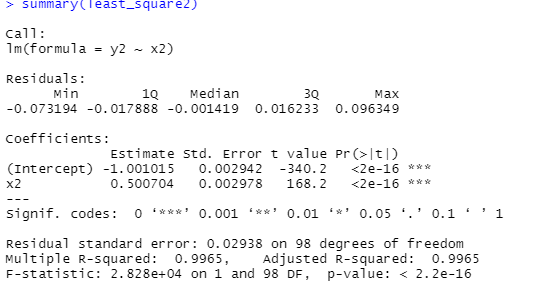 > summary(least_square2)
Call:
lm(formula = y2 ~ x2)
Residuals:
      Min        1Q    Median        3Q       Max
-0.073194 -0.017888 -0.001419  0.016233  0.096349
Coefficients:
             Estimate Std. Error t value Pr(>|t|)
(Intercept) -1.001015   0.002942  -340.2   <2e-16 ***
x2           0.500704   0.002978   168.2   <2e-16 ***
---
Signif. codes:  0 ‘***’ 0.001 ‘**’ 0.01 ‘*’ 0.05 ‘.’ 0.1 ‘ ’ 1
Residual standard error: 0.02938 on 98 degrees of freedom
Multiple R-squared:  0.9965,	Adjusted R-squared:  0.9965
F-statistic: 2.828e+04 on 1 and 98 DF,  p-value: < 2.2e-16